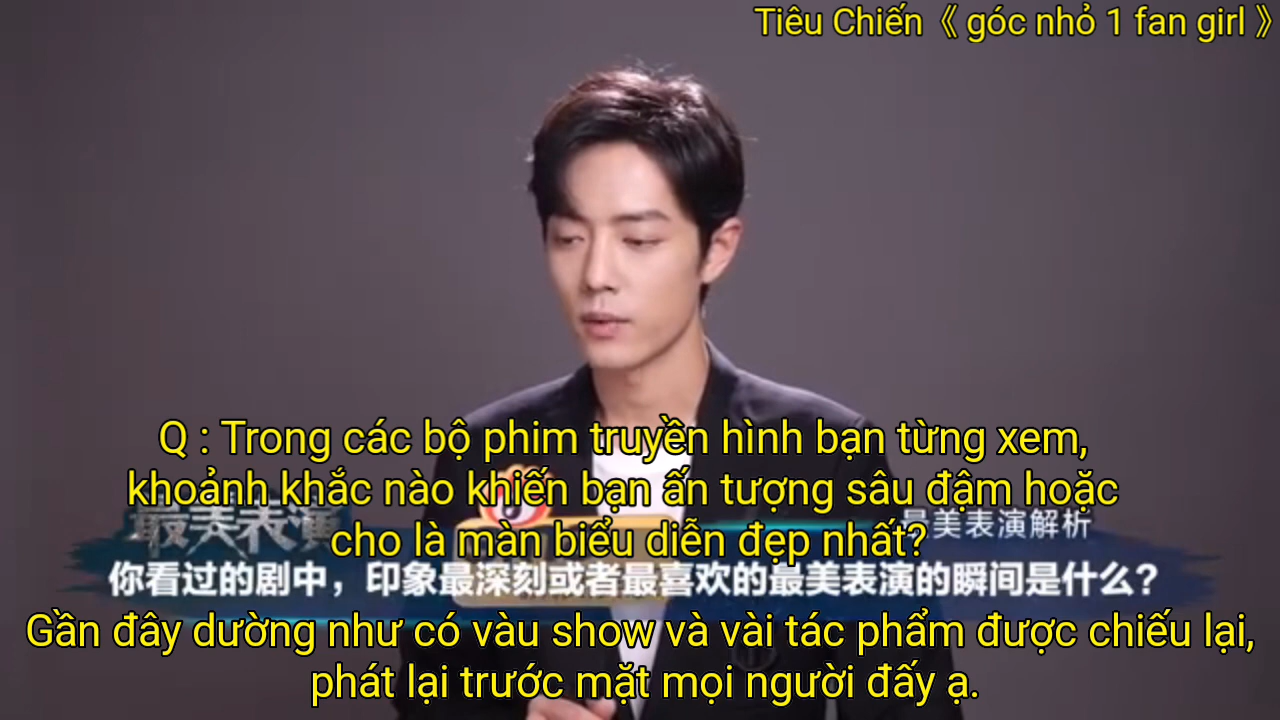 Tiêu Chiến《 góc nhỏ 1 fan girl 》
Q : Trong các bộ phim truyền hình bạn từng xem,
khoảnh khắc nào khiến bạn ấn tượng sâu đậm hoặc
最美表演
最美表演解析
cho là màn biểu diễn đẹp nhất?
你看过的剧中，印象最深刻或者最喜欢的最美表演的瞬间是什么？
Gần đây dường như có vàu show và vài tác phẩm được chiếu lại,
phát lại trước mặt mọi người đấy ạ.